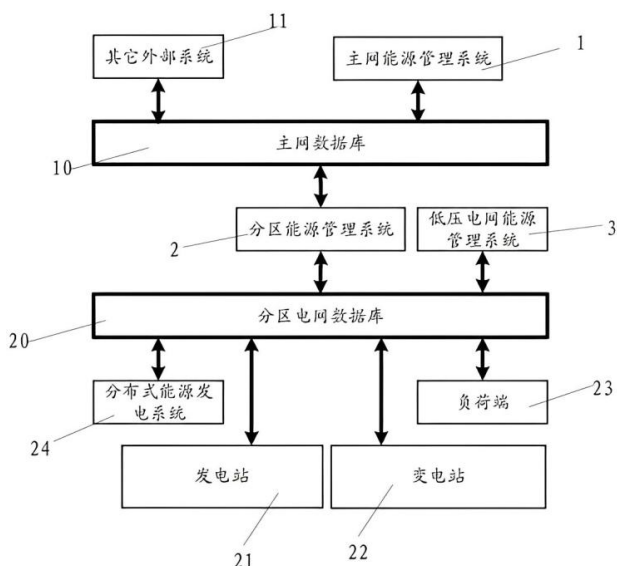 11
其它外部系统
主网能源管理系统
1
主网数据库
10
分区能源管理系统
2
低压电网能源
管理系统
3
分区电网数据库
20
分布式能源发
电系统
24
负荷端
23
发电站
21
变电站
22